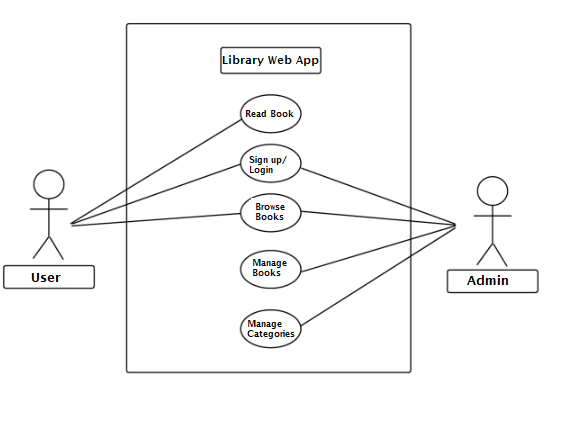 Library Web App
Read Book
Sign up/
Login
Browse
Books
User
Manage
Books
Admin
Manage
Categories